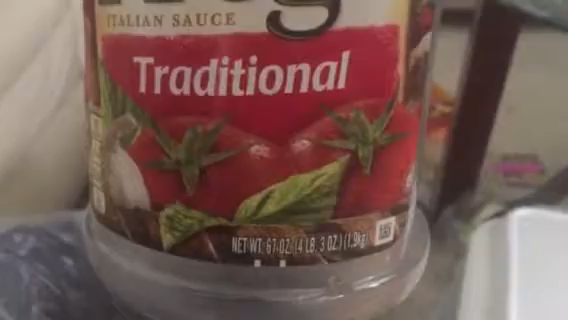 ITALIAN SAUCE
Traditional
NET WT. 67 OZ. (4 LB. 3 OZ.) (1.9kg)